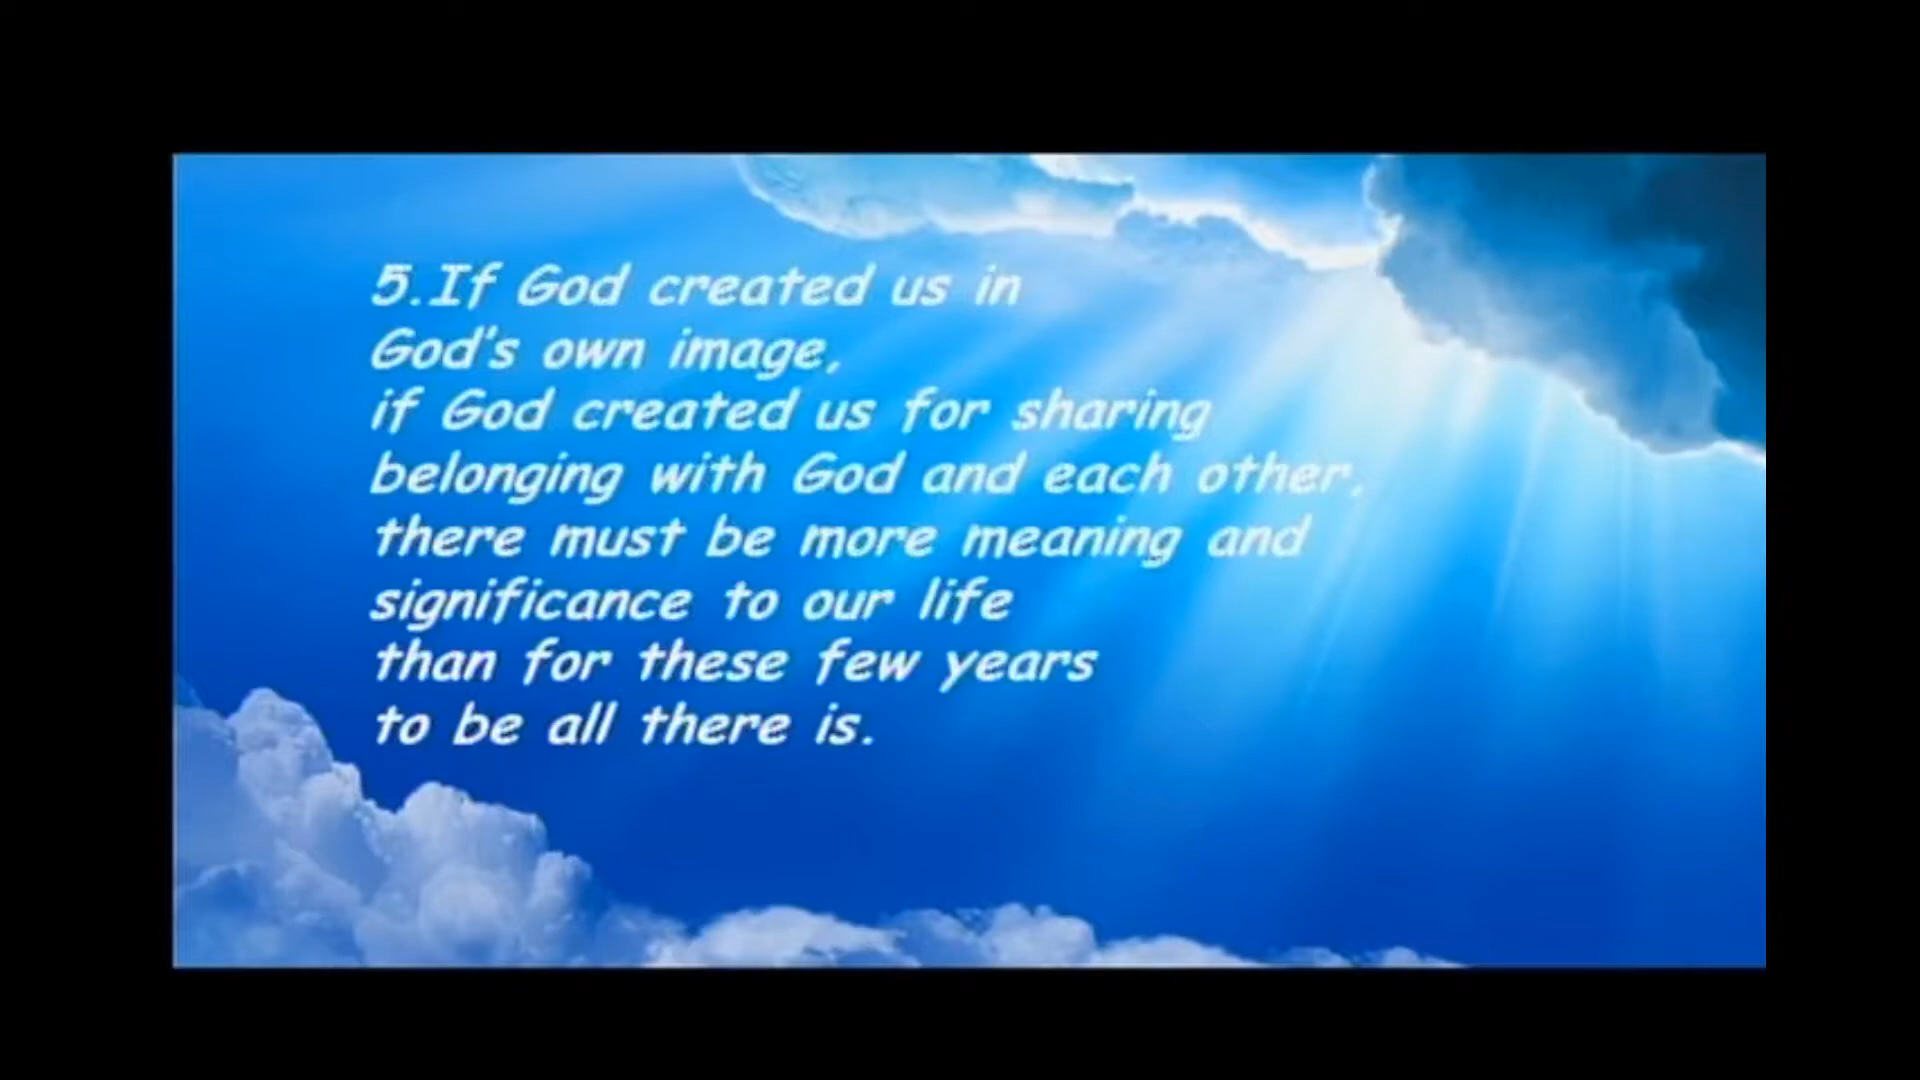 5.If God created us in
God's own image,
if God created us for sharing
belonging with God and each other,
there must be more meaning and
significance to our life
than for these few years
to be all there is.